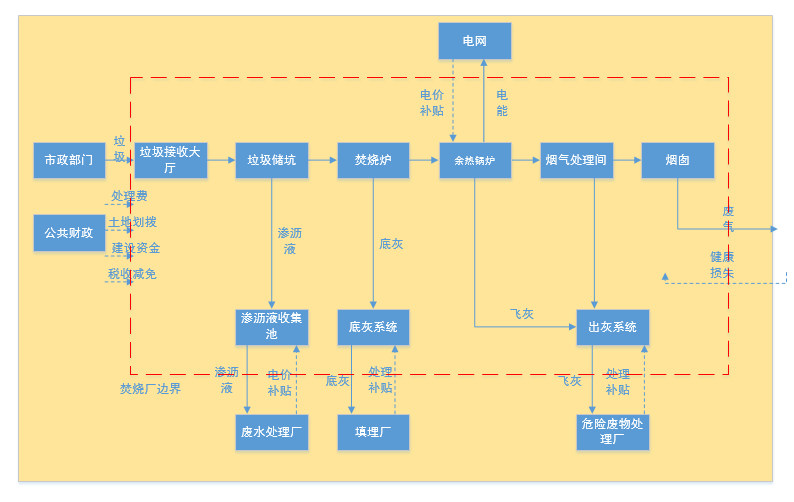 电网
电价
补贴
电
能
垃
圾
市政部门
垃圾接收大
厅
垃圾储坑
焚烧炉
余热锅炉
烟气处理间
烟囱
处理费
土地划拨
公共财政
建设资金
税收减免
渗沥
液
底灰
废
气
健康
损失
飞灰
渗沥液收集
池
底灰系统
出灰系统
焚烧厂边界
渗沥
液
电价
补贴
底灰
处理
补贴
飞灰
处理
补贴
废水处理厂
填埋厂
危险废物处
理厂